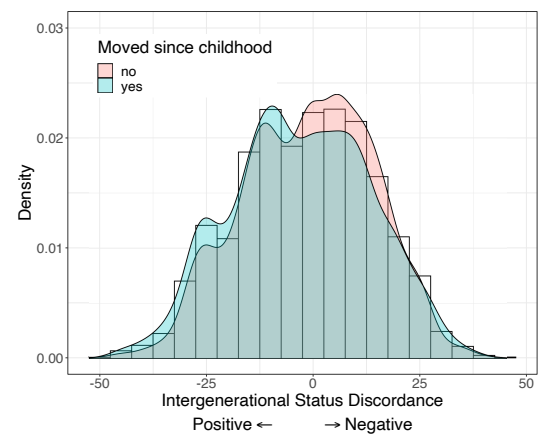 Moved since childhood
no
yes
0.03
0.02
0.01
0.00
Density
-50 -25 0 25 50
Intergenerational Status Discordance
Positive ← → Negative